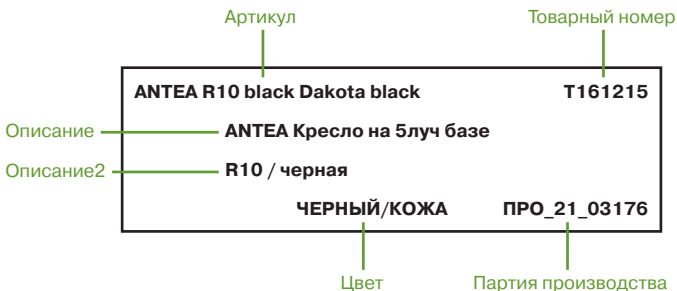 Артикул Товарный номер
ANTEA R10 black Dakota black T161215
Описание ANTEA Кресло на 5луч базе
Описание2 R10 / черная
ЧЕРНЫЙ/КОЖА ПРО_21_03176
Цвет Партия производства